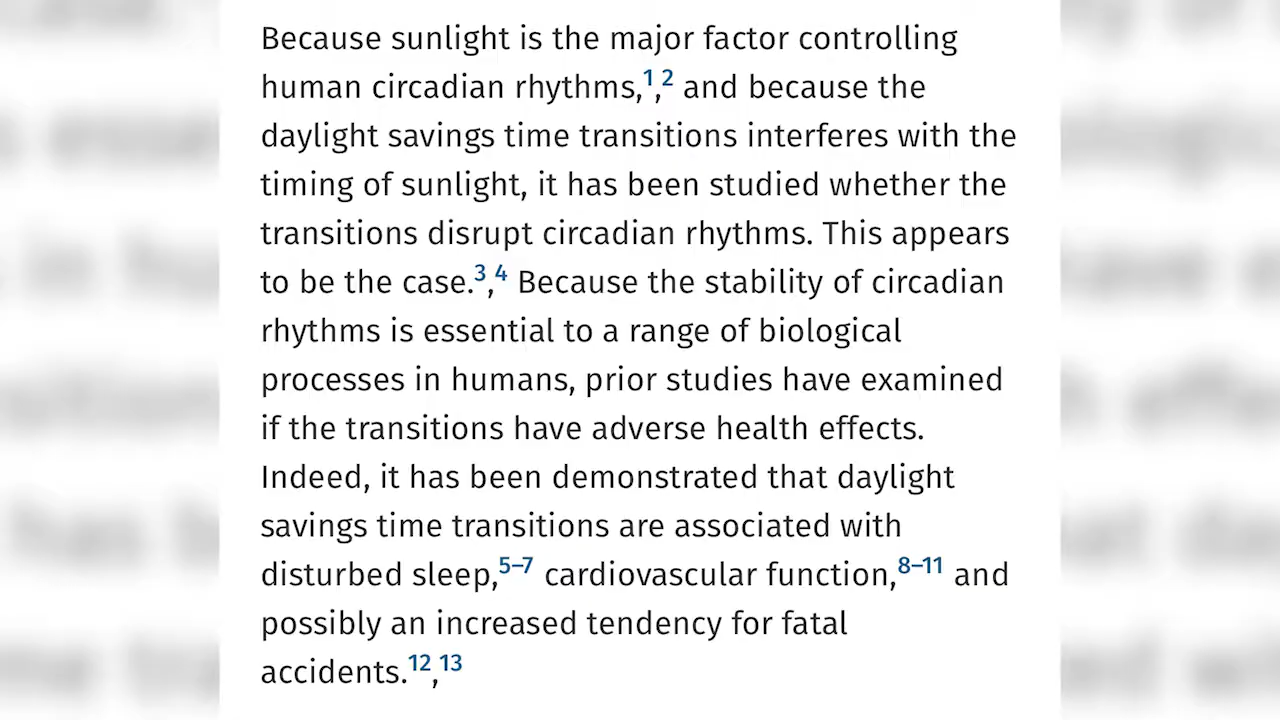 Because sunlight is the major factor controlling
human circadian rhythms,1,2 and because the
daylight savings time transitions interferes with the
timing of sunlight, it has been studied whether the
transitions disrupt circadian rhythms. This appears
to be the case.3,4 Because the stability of circadian
rhythms is essential to a range of biological
processes in humans, prior studies have examined
if the transitions have adverse health effects.
Indeed, it has been demonstrated that daylight
savings time transitions are associated with
disturbed sleep,5–7 cardiovascular function,8–11 and
possibly an increased tendency for fatal
accidents.12,13